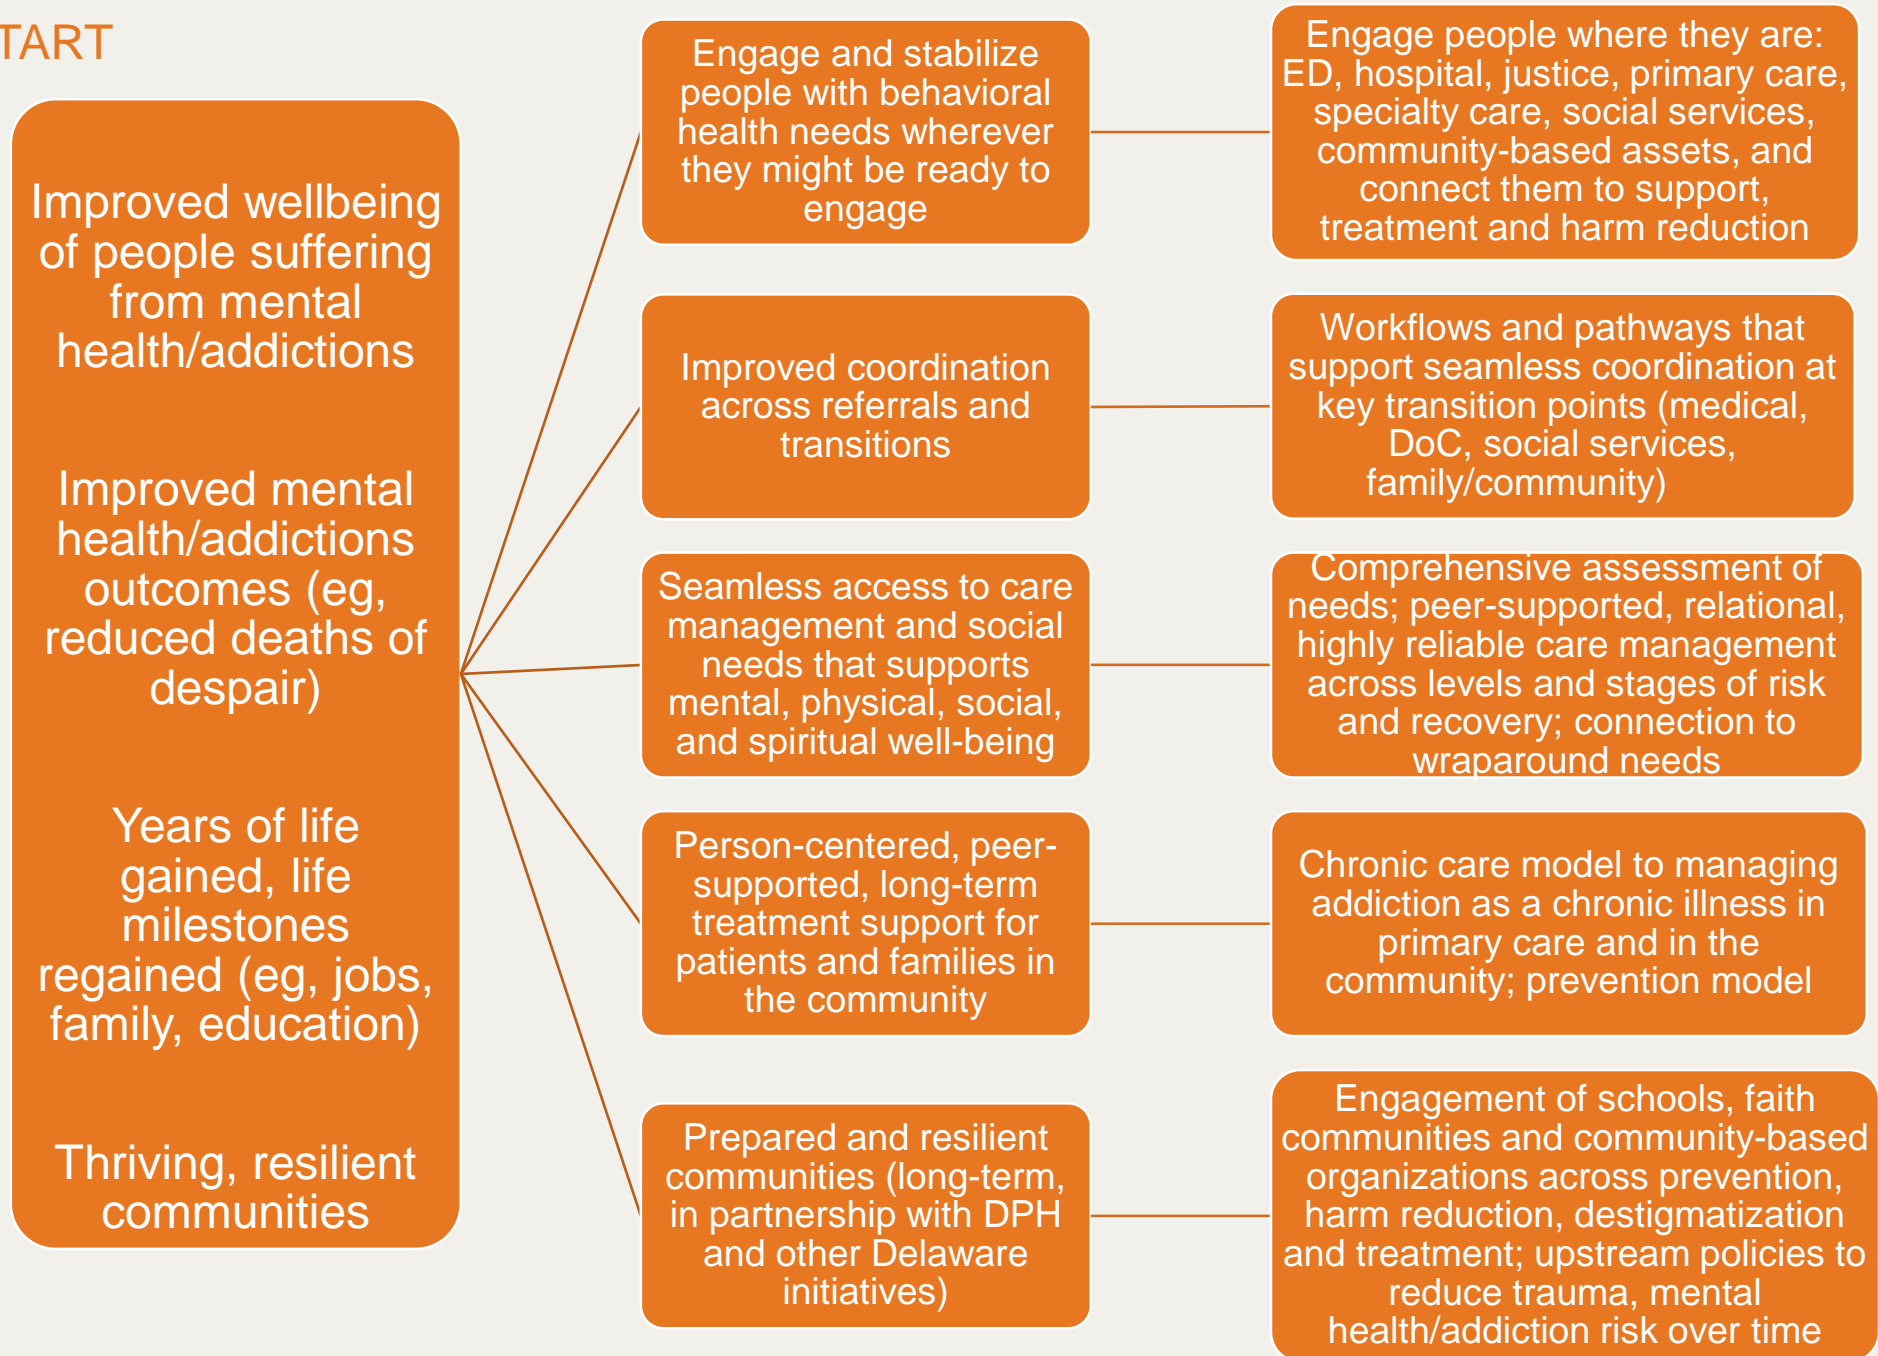 TART
Improved wellbeing
of people suffering
from mental
health/addictions
Improved mental
health/addictions
outcomes (eg,
reduced deaths of
despair)
Years of life
gained, life
milestones
regained (eg, jobs,
family, education)
Thriving, resilient
communities
Engage and stabilize
people with behavioral
health needs wherever
they might be ready to
engage
Engage people where they are:
ED, hospital, justice, primary care,
specialty care, social services,
community-based assets, and
connect them to support,
treatment and harm reduction
Improved coordination
across referrals and
transitions
Workflows and pathways that
support seamless coordination at
key transition points (medical,
DoC, social services,
family/community)
Seamless access to care
management and social
needs that supports
mental, physical, social,
and spiritual well-being
Comprehensive assessment of
needs; peer-supported, relational,
highly reliable care management
across levels and stages of risk
and recovery; connection to
wraparound needs
Person-centered, peer-
supported, long-term
treatment support for
patients and families in
the community
Chronic care model to managing
addiction as a chronic illness in
primary care and in the
community; prevention model
Prepared and resilient
communities (long-term,
in partnership with DPH
and other Delaware
initiatives)
Engagement of schools, faith
communities and community-based
organizations across prevention,
harm reduction, destigmatization
and treatment; upstream policies to
reduce trauma, mental
health/addiction risk over time